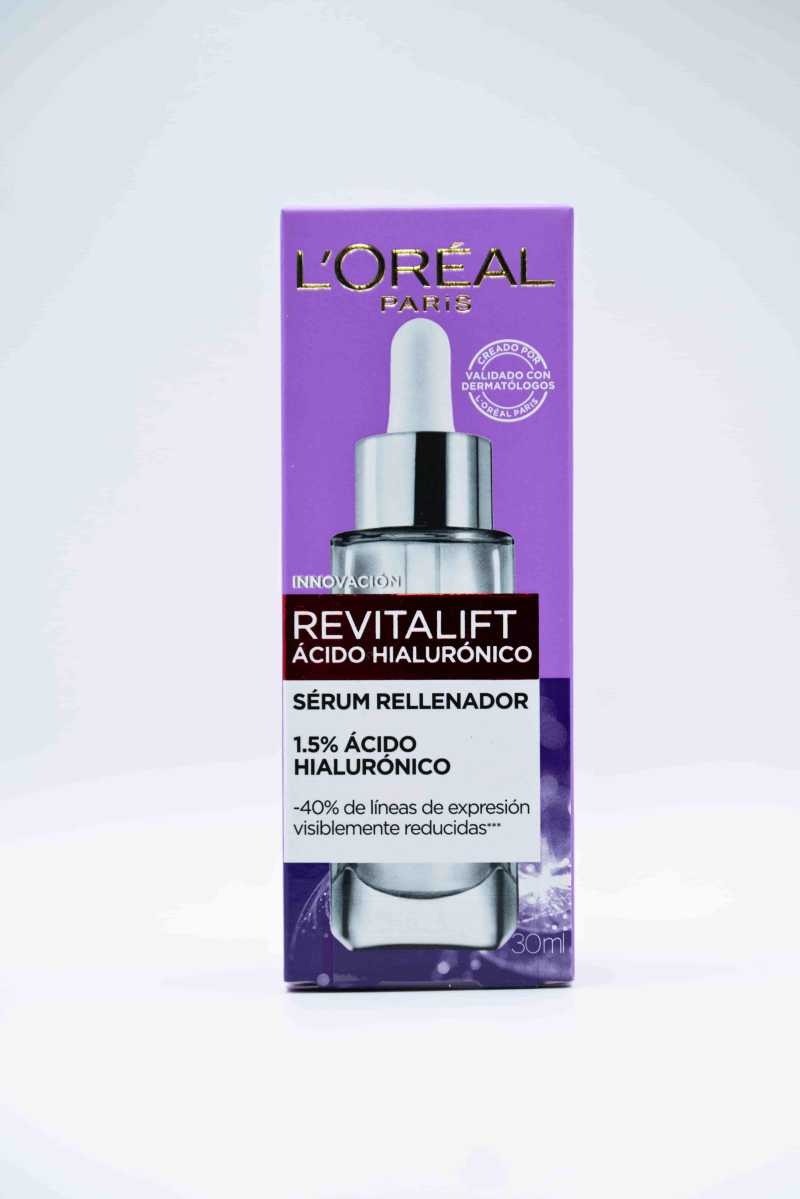 L'ORÉAL
PARiS
CREADO POR
VALIDADO CON
DERMATÓLOGOS
L'ORÉAL PARIS
INNOVACIÓN
REVITALIFT
ÁCIDO HIALURÓNICO
SÉRUM RELLENADOR
1.5% ÁCIDO
HIALURÓNICO
-40% de líneas de expresión
visiblemente reducidas***
30ml